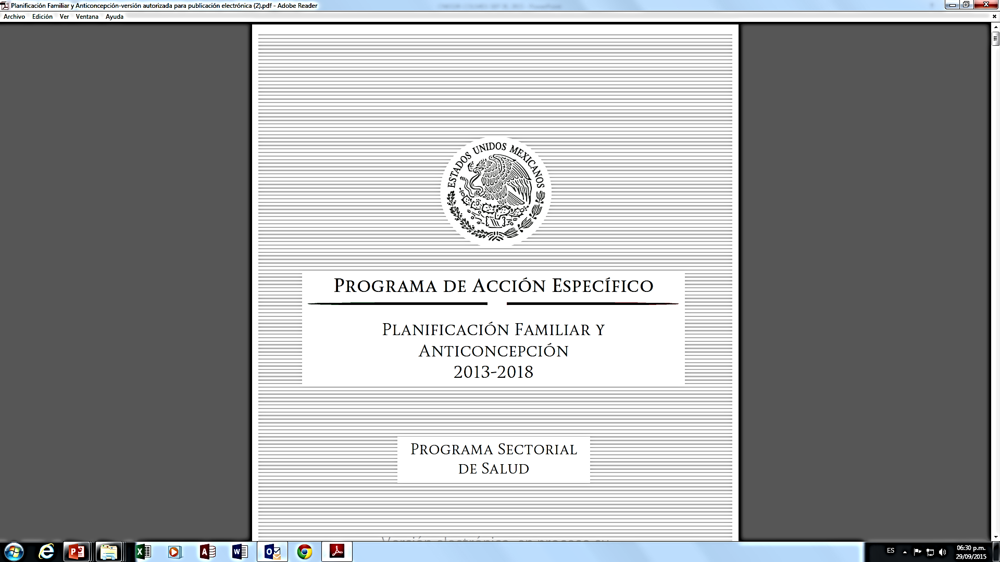 Planificación Familiar y Anticoncepción-versión autorizada para publicación electrónica (2).pdf - Adobe Reader
Archivo Edición Ver Ventana Ayuda
ESTADOS UNIDOS MEXICANOS
Programa de Acción Específico
Planificación Familiar y
Anticoncepción
2013-2018
Programa Sectorial
de Salud
Versión electrónica, en proceso su
ES
06:30 p.m.
29/09/2015